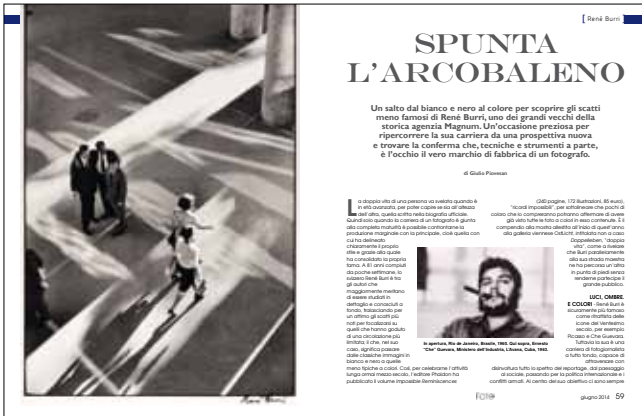 [ René Burri ]
SPUNTA
L'ARCOBALENO
Un salto dal bianco e nero al colore per scoprire gli scatti
meno famosi di René Burri, uno dei grandi vecchi della
storica agenzia Magnum. Un'occasione preziosa per
ripercorrere la sua carriera da una prospettiva nuova
e trovare la conferma che, tecniche e strumenti a parte,
è l'occhio il vero marchio di fabbrica di un fotografo.
di Giulio Piovesan
La doppia vita di una persona va svelata quando è
in età avanzata, per poter capire se sia all'altezza
dell'altra, quella scritta nella biografia ufficiale.
Quindi solo quando la carriera di un fotografo è giunta
alla completa maturità è possibile confrontarne la
produzione marginale con la principale, cioè quella con
cui ha delineato
chiaramente il proprio
stile e grazie alla quale
ha consolidato la propria
fama. A 81 anni compiuti
da poche settimane, lo
svizzero René Burri è tra
gli autori che
maggiormente meritano
di essere studiati in
dettaglio e conosciuti a
fondo, tralasciando per
un attimo gli scatti più
noti per focalizzarsi su
quelli che hanno goduto
di una circolazione più
limitata; il che, nel suo
caso, significa passare
dalle classiche immagini in
bianco e nero a quelle
meno tipiche a colori. Così, per celebrarne l'attività
lunga ormai mezzo secolo, l'editore Phaidon ha
pubblicato il volume Impossible Reminiscences
(240 pagine, 172 illustrazioni, 85 euro),
"ricordi impossibili", per sottolineare che pochi di
coloro che lo compreranno potranno affermare di avere
già visto tutte le foto a colori in esso contenute. E il
compendio alla mostra allestita all'inizio di quest'anno
alla galleria viennese OstLicht, intitolata non a caso
Doppelleben, "doppia
vita", come a rivelare
che Burri parallelamente
alla sua strada maestra
ne ha percorsa un'altra
in punta di piedi senza
renderne partecipe il
grande pubblico.
LUCI, OMBRE,
E COLORI - René Burri è
sicuramente più famoso
come ritrattista delle
icone del Ventesimo
secolo, per esempio
Picasso e Che Guevara.
Tuttavia la sua è una
carriera di fotogiornalista
a tutto fondo, capace di
attraversare con
disinvoltura tutto lo spettro del reportage, dal paesaggio
al sociale, passando per la politica internazionale e i
conflitti armati. Al centro del suo obiettivo ci sono sempre
In apertura, Rio de Janeiro, Brasile, 1960. Qui sopra, Ernesto
"Che" Guevara, Ministero dell'Industria, L'Avana, Cuba, 1963.
giugno 2014 59